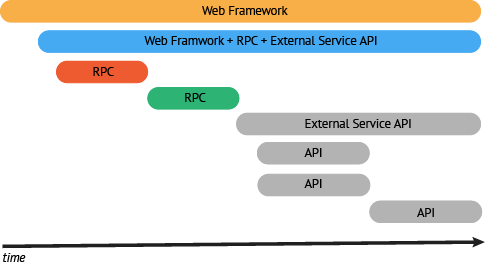 Web Framework
Web Framwork + RPC + External Service API
RPC
RPC
External Service API
API
API
API
time